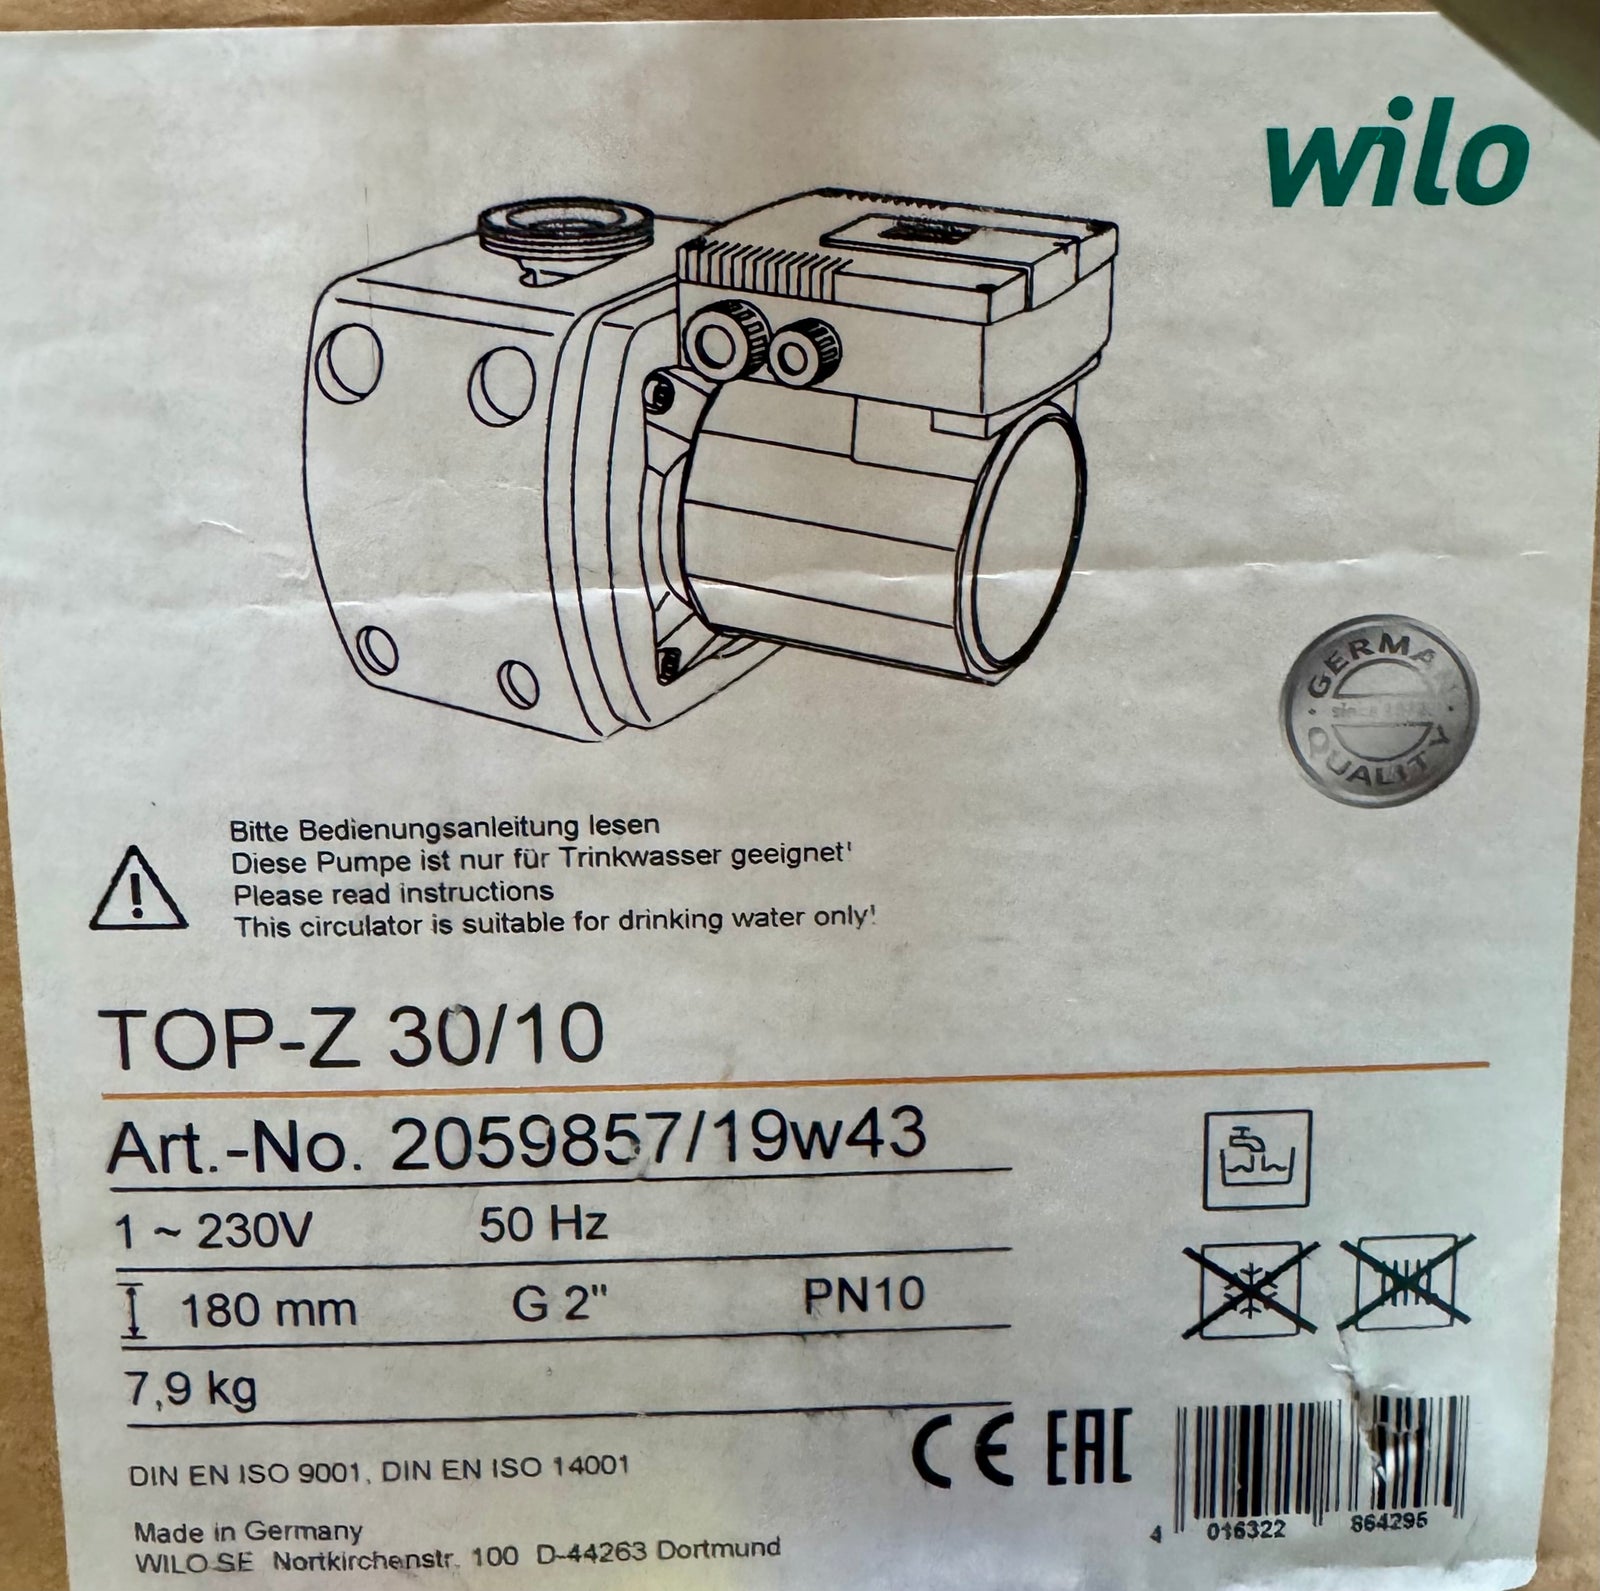 wilo
GERMAN
QUALITY
Bitte Bedienungsanleitung lesen
Diese Pumpe ist nur für Trinkwasser geeignet!
Please read instructions
This circulator is suitable for drinking water only!
TOP-Z 30/10
Art.-No. 2059857/19w43
1 ~ 230V 50 Hz
180 mm G 2" PN10
7,9 kg
CE EAC
DIN EN ISO 9001, DIN EN ISO 14001
Made in Germany
WILO SE Nortkirchenstr. 100 D-44263 Dortmund
4 016322 864295